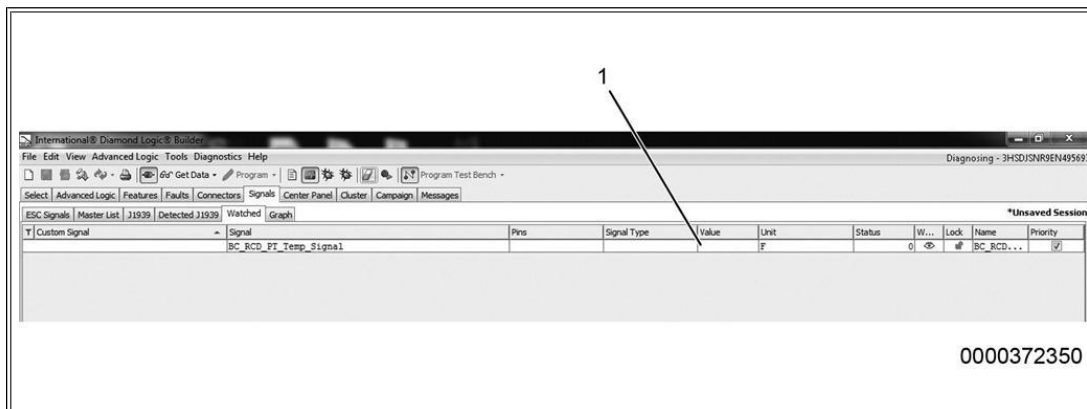 1
International® Diamond Logic® Builder
File Edit View Advanced Logic Tools Diagnostics Help
Diagnosing - 3HSDJSNR9EN49569
Get Data Program Program Test Bench
Select Advanced Logic Features Faults Connectors Signals Center Panel Cluster Campaign Messages
ESC Signals Master List J1939 Detected J1939 Watched Graph *Unsaved Session
Custom Signal Signal Pins Signal Type Value Unit Status W... Lock Name Priority
BC_RCD_PT_Temp_Signal F 0 BC_RCD...
0000372350